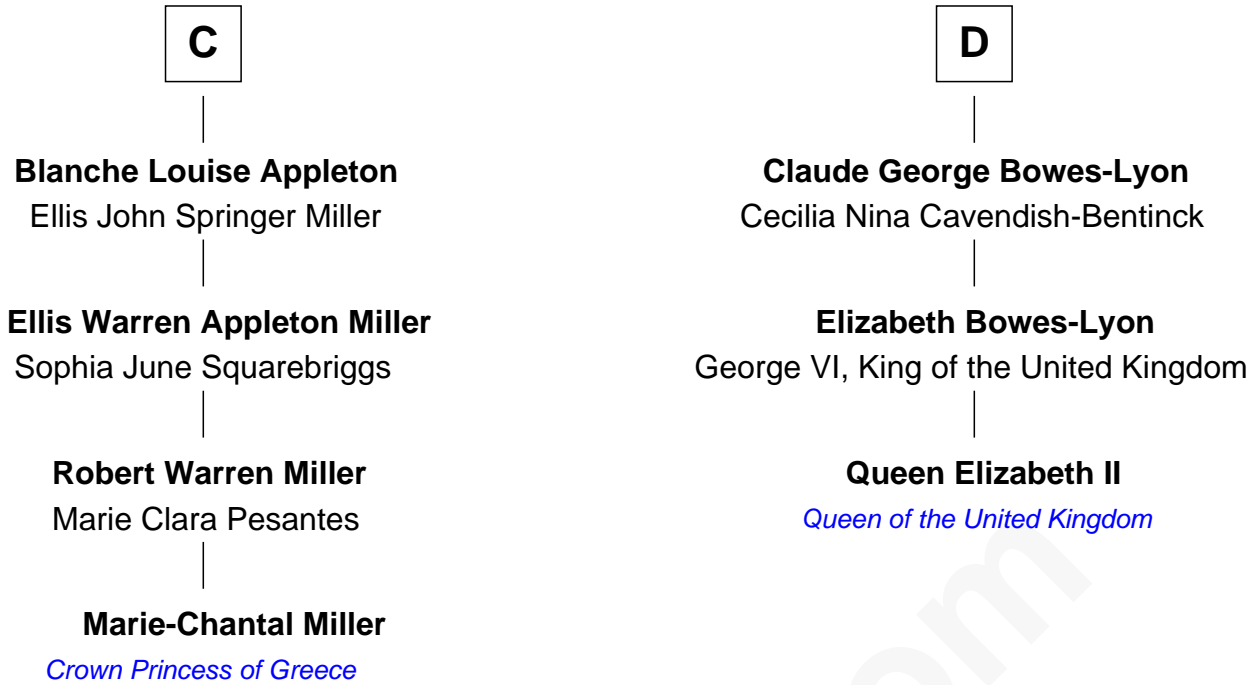 C
Blanche Louise Appleton
Ellis John Springer Miller
Ellis Warren Appleton Miller
Sophia June Squarebriggs
Robert Warren Miller
Marie Clara Pesantes
Marie-Chantal Miller
Crown Princess of Greece
D
Claude George Bowes-Lyon
Cecilia Nina Cavendish-Bentinck
Elizabeth Bowes-Lyon
George VI, King of the United Kingdom
Queen Elizabeth II
Queen of the United Kingdom
om